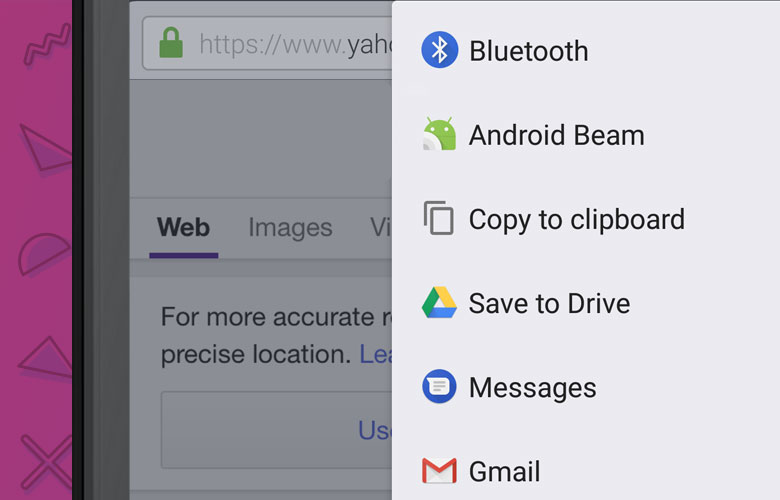 https://www.yah
Web Images Vi
For more accurate r
precise location. Lea
Us
Bluetooth
Android Beam
Copy to clipboard
Save to Drive
Messages
Gmail